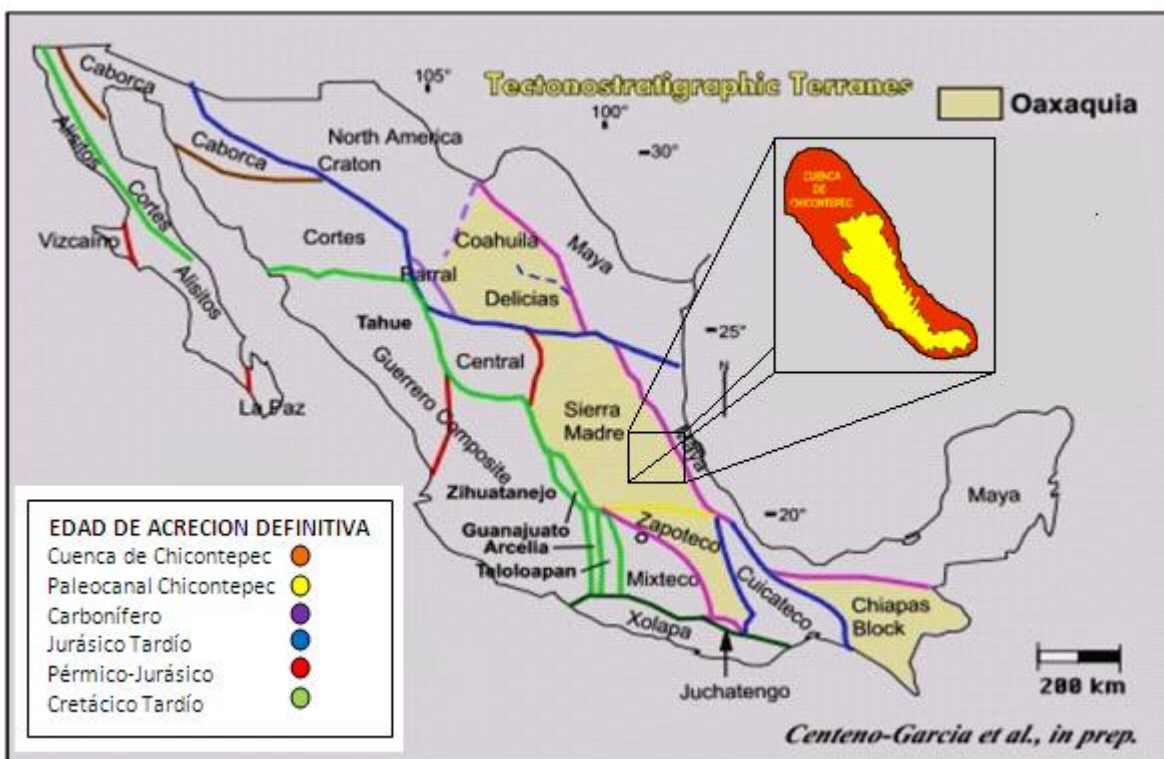 Tectonostratigraphic Terranes
Oaxaquia
105°
100°
30°
25°
20°
N
Caborca
Caborca
North America
Craton
Alisitos
Cortes
Vizcaíno
Alisitos
La Paz
Cortes
Parral
Coahuila
Delicias
Maya
Tahue
Central
Guerrero Composite
Sierra
Madre
Maya
Maya
Zihuatanejo
Guanajuato
Arcelia
Teloloapan
Zapoteco
Mixteco
Cuicateco
Chiapas
Block
Xolapa
Juchatengo
CUENCA
DE
CHICONTEPEC
EDAD DE ACRECION DEFINITIVA
Cuenca de Chicontepec
Paleocanal Chicontepec
Carbonífero
Jurásico Tardío
Pérmico-Jurásico
Cretácico Tardío
200 km
Centeno-Garcia et al., in prep.